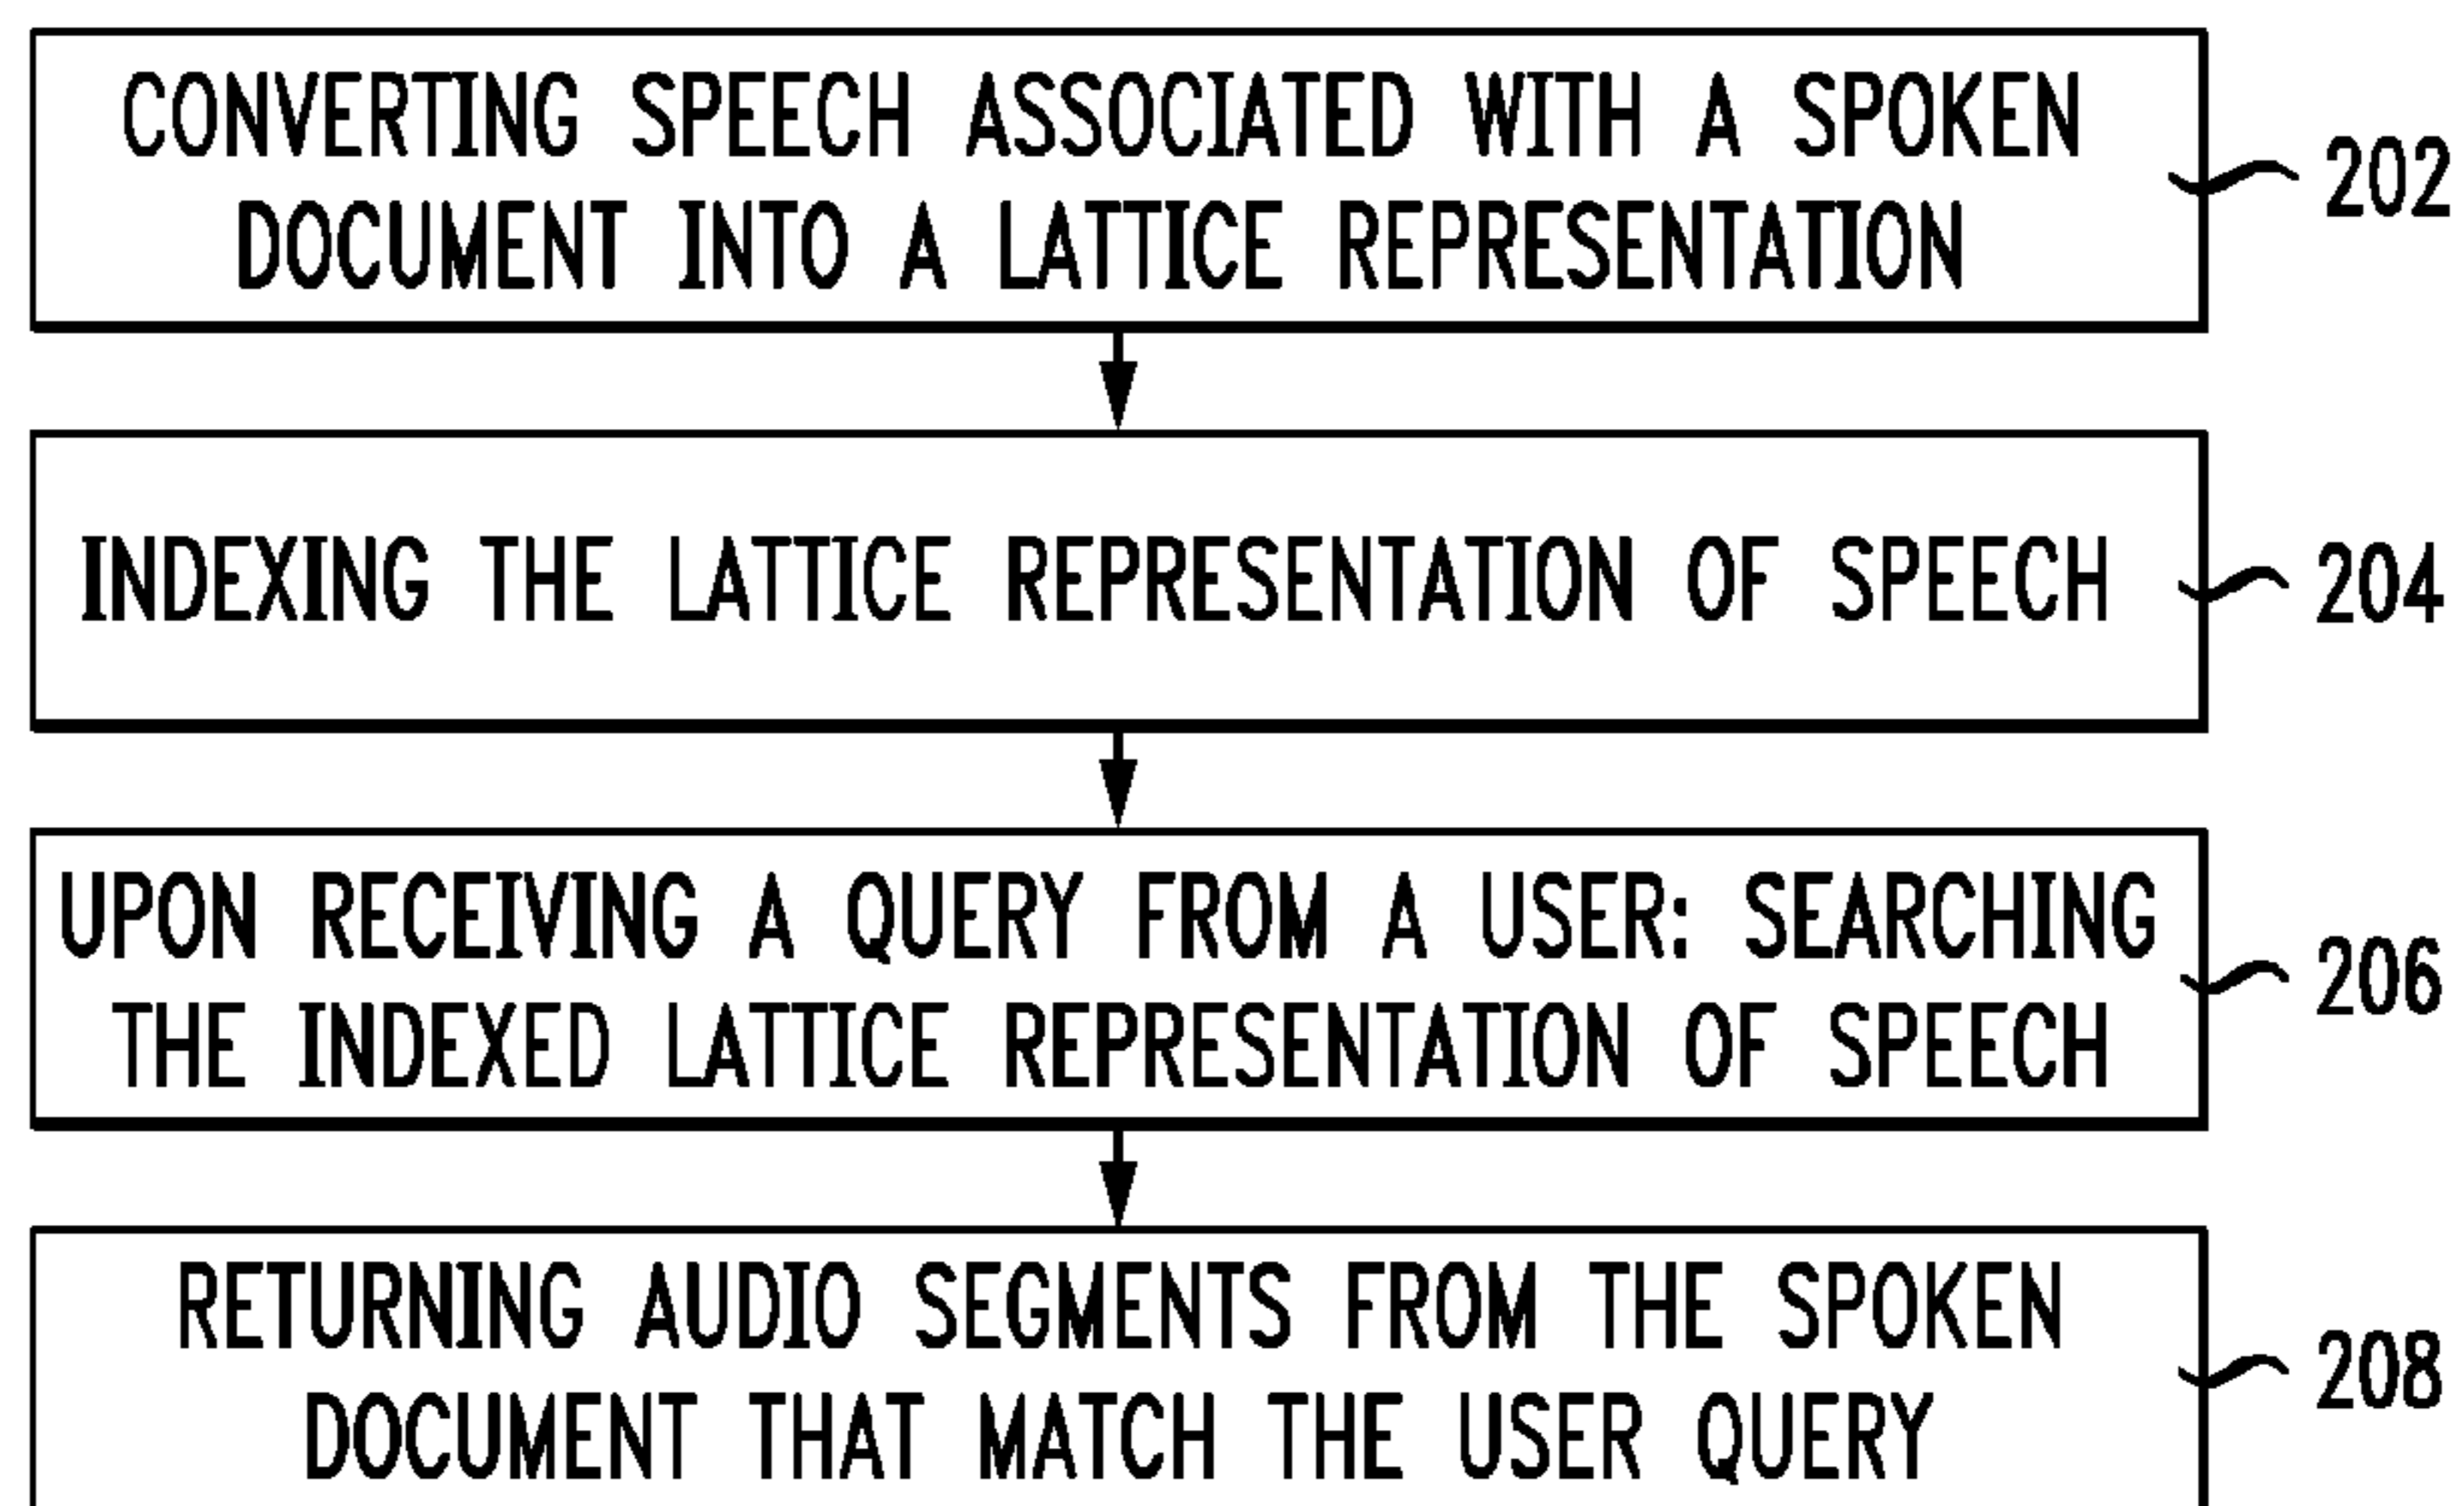 CONVERTING SPEECH ASSOCIATED WITH A SPOKEN
DOCUMENT INTO A LATTICE REPRESENTATION
202
INDEXING THE LATTICE REPRESENTATION OF SPEECH
204
UPON RECEIVING A QUERY FROM A USER: SEARCHING
THE INDEXED LATTICE REPRESENTATION OF SPEECH
206
RETURNING AUDIO SEGMENTS FROM THE SPOKEN
DOCUMENT THAT MATCH THE USER QUERY
208